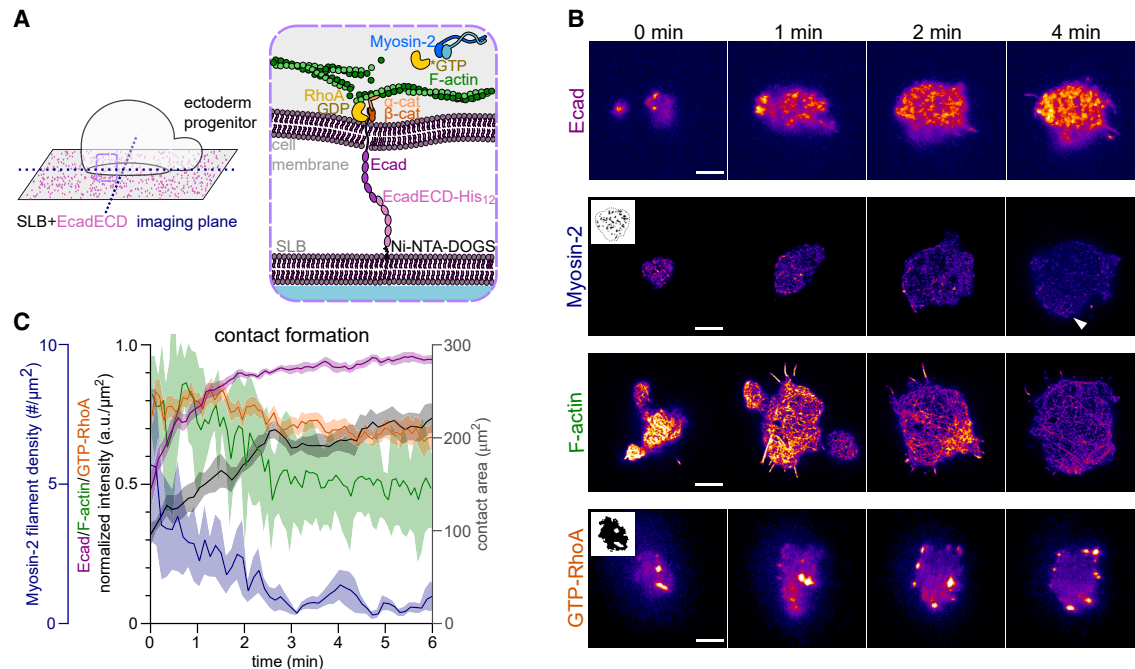 A
ectoderm
progenitor
SLB+EcadECD imaging plane
Myosin-2
*GTP
F-actin
RhoA
GDP
α-cat
β-cat
cell
membrane
Ecad
EcadECD-His12
SLB
Ni-NTA-DOGS
B
0 min 1 min 2 min 4 min
Ecad
Myosin-2
F-actin
GTP-RhoA
C
contact formation
Myosin-2 filament density (#/μm²)
10
5
0
Ecad/F-actin/GTP-RhoA
normalized intensity (a.u./μm²)
1.0
0.5
0
300
200
100
0
contact area (μm²)
0 1 2 3 4 5 6
time (min)